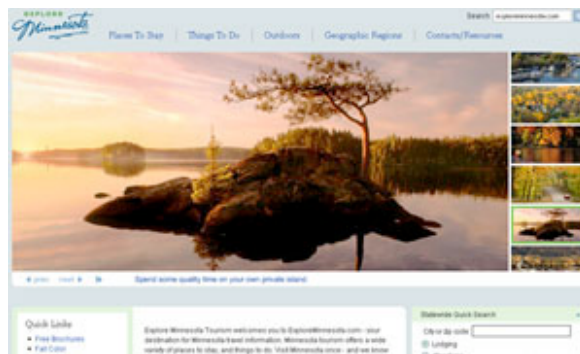 EXPLORE
Minnesota
Search exploreminnesota.com
Places To Stay | Things To Do | Outdoors | Geographic Regions | Contacts/Resources
prev next
Spend some quality time on your own private island.
Quick Links
Free Brochures
Fall Color
Explore Minnesota Tourism welcomes you to ExploreMinnesota.com - your
destination for Minnesota travel information. Minnesota tourism offers a wide
variety of places to stay, and things to do. Visit Minnesota once - and we know
Statewide Quick Search
City or zip code
Lodging